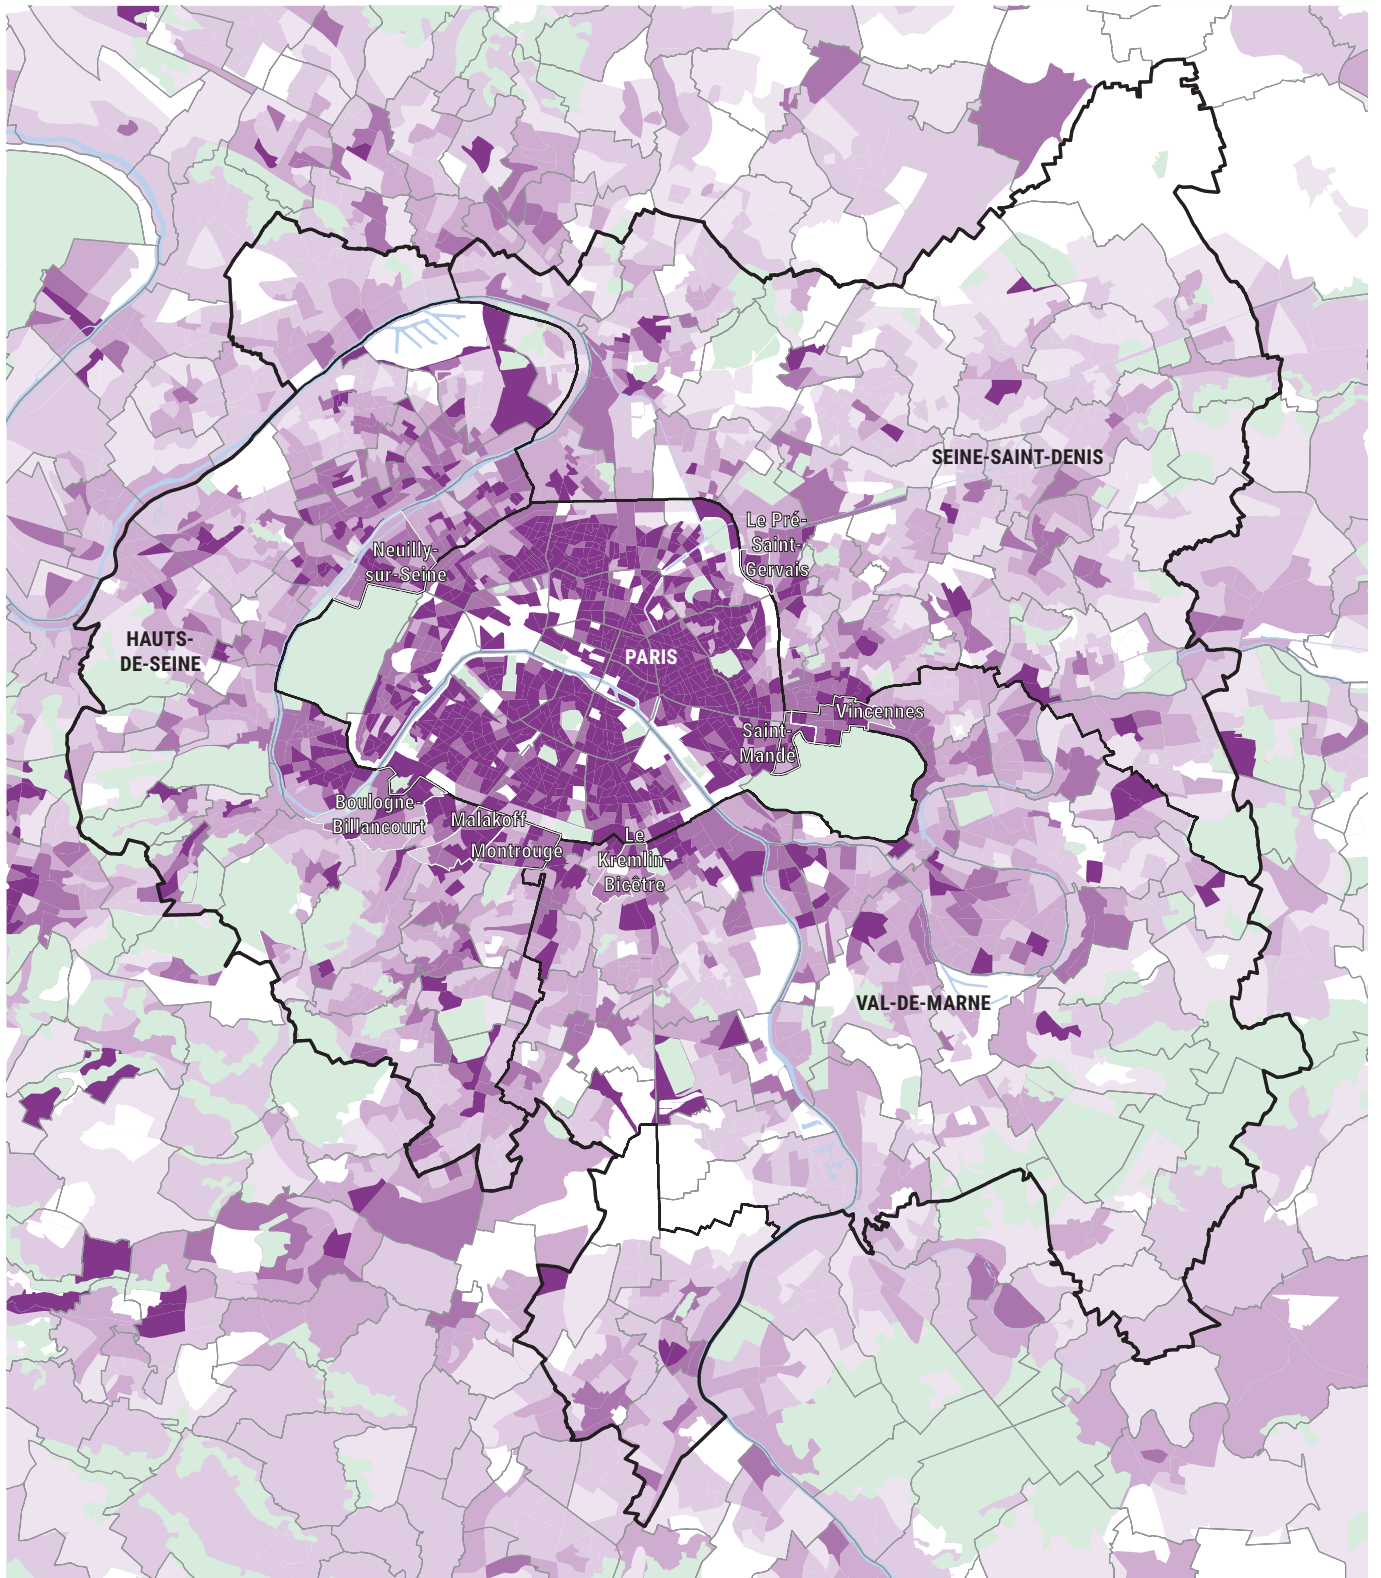 SEINE-SAINT-DENIS
Le Pré-
Saint-
Gervais
Neuilly-
sur-Seine
HAUTS-
DE-SEINE
PARIS
Vincennes
Saint-
Mandé
Boulogne-
Billancourt
Malakoff
Montrouge
Le
Kremlin-
Bicêtre
VAL-DE-MARNE